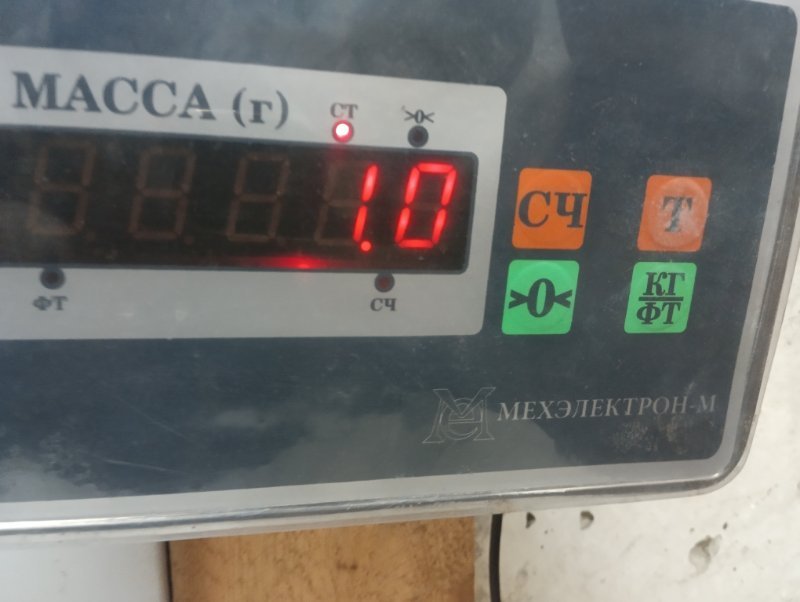 МАССА (г)
СТ
>0<
1.0
ФТ
СЧ
СЧ
Т
>0<
КГ
ФТ
МЕХЭЛЕКТРОН-М